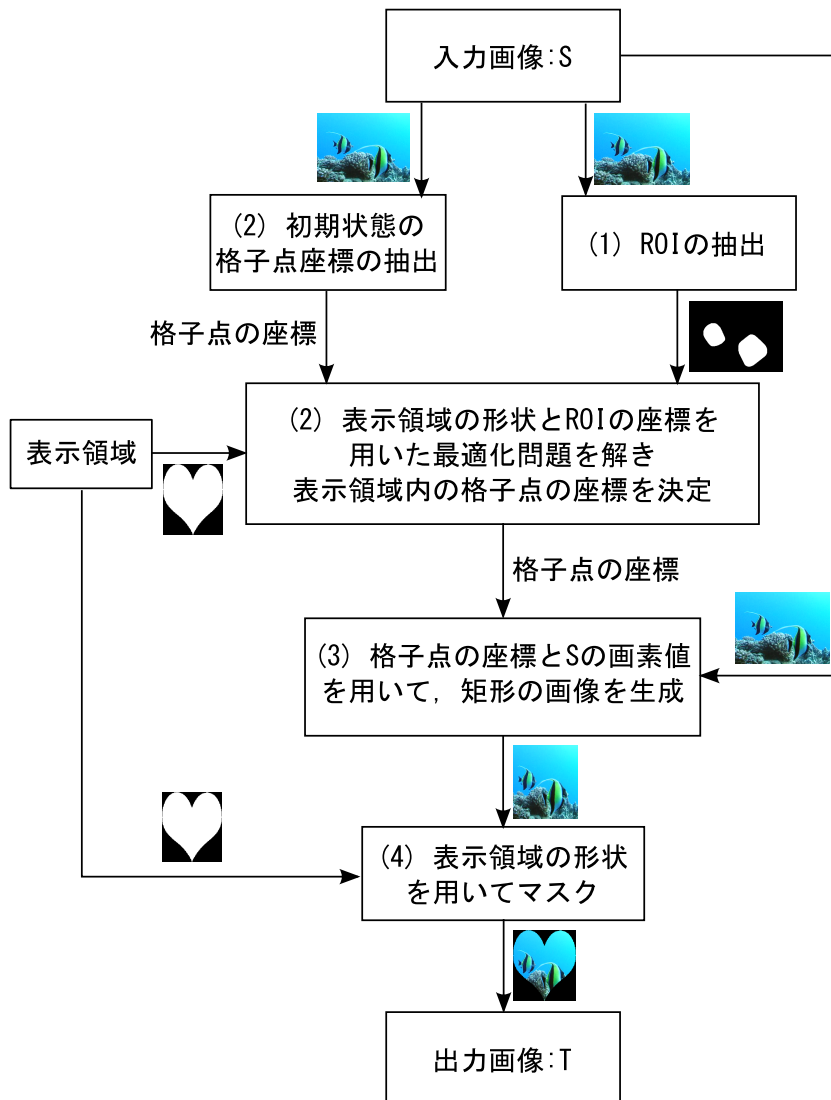 入力画像:S
(2) 初期状態の
格子点座標の抽出
(1) ROIの抽出
格子点の座標
表示領域
(2) 表示領域の形状とROIの座標を
用いた最適化問題を解き
表示領域内の格子点の座標を決定
格子点の座標
(3) 格子点の座標とSの画素値
を用いて, 矩形の画像を生成
(4) 表示領域の形状
を用いてマスク
出力画像:T